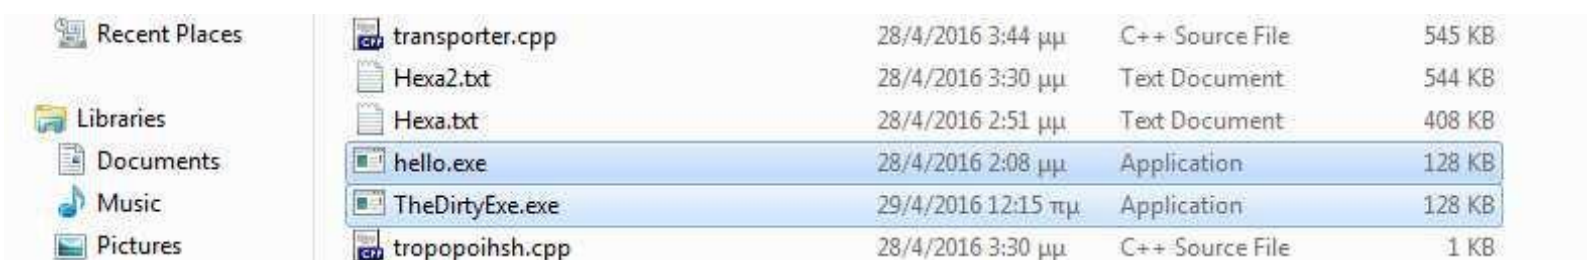 Recent Places
transporter.cpp 28/4/2016 3:44 μμ C++ Source File 545 KB
Hexa2.txt 28/4/2016 3:30 μμ Text Document 544 KB
Libraries
Hexa.txt 28/4/2016 2:51 μμ Text Document 408 KB
Documents
hello.exe 28/4/2016 2:08 μμ Application 128 KB
Music
TheDirtyExe.exe 29/4/2016 12:15 πμ Application 128 KB
Pictures
tropopoihsh.cpp 28/4/2016 3:30 μμ C++ Source File 1 KB